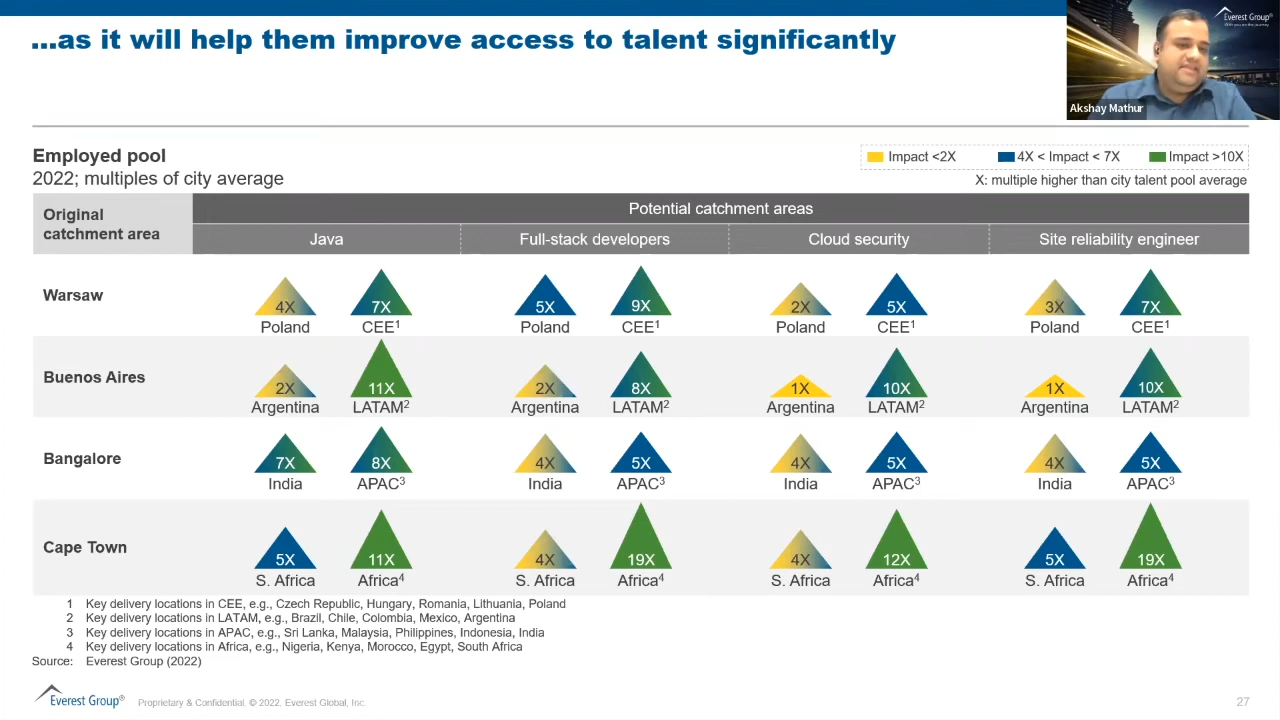 ...as it will help them improve access to talent significantly
Everest Group®
Akshay Mathur
Employed pool
2022; multiples of city average
Impact <2X 4X < Impact < 7X Impact >10X
X: multiple higher than city talent pool average
Original catchment area
Potential catchment areas
Java Full-stack developers Cloud security Site reliability engineer
Warsaw
4X 7X 5X 9X 2X 5X 3X 7X
Poland CEE1 Poland CEE1 Poland CEE1 Poland CEE1
Buenos Aires
2X 11X 2X 8X 1X 10X 1X 10X
Argentina LATAM2 Argentina LATAM2 Argentina LATAM2 Argentina LATAM2
Bangalore
7X 8X 4X 5X 4X 5X 4X 5X
India APAC3 India APAC3 India APAC3 India APAC3
Cape Town
5X 11X 4X 19X 4X 12X 5X 19X
S. Africa Africa4 S. Africa Africa4 S. Africa Africa4 S. Africa Africa4
1 Key delivery locations in CEE, e.g., Czech Republic, Hungary, Romania, Lithuania, Poland
2 Key delivery locations in LATAM, e.g., Brazil, Chile, Colombia, Mexico, Argentina
3 Key delivery locations in APAC, e.g., Sri Lanka, Malaysia, Philippines, Indonesia, India
4 Key delivery locations in Africa, e.g., Nigeria, Kenya, Morocco, Egypt, South Africa
Source: Everest Group (2022)
Everest Group® Proprietary & Confidential. © 2022, Everest Global, Inc.
27